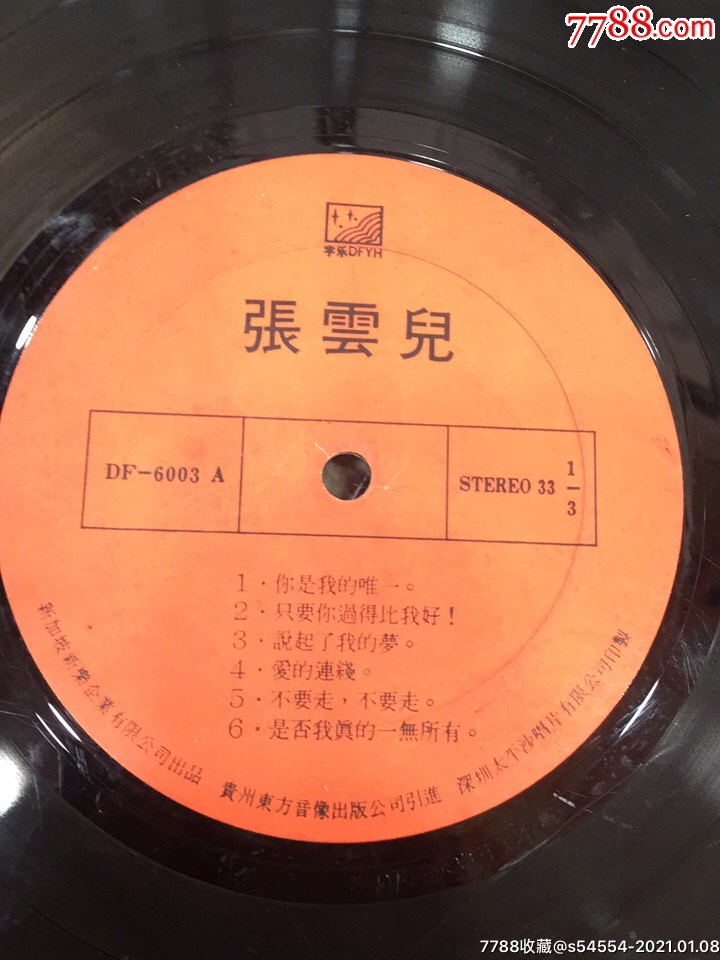 7788.com
宇乐DFYH
張雲兒
DF-6003 A
STEREO 33 1/3
1·你是我的唯一。
2·只要你過得比我好！
3·說起了我的夢。
4·愛的連綫。
5·不要走，不要走。
6·是否我眞的一無所有。
新加坡新樂企業有限公司出品
貴州東方音像出版公司引進
深圳太平沙唱片有限公司印製
7788收藏@s54554-2021.01.08